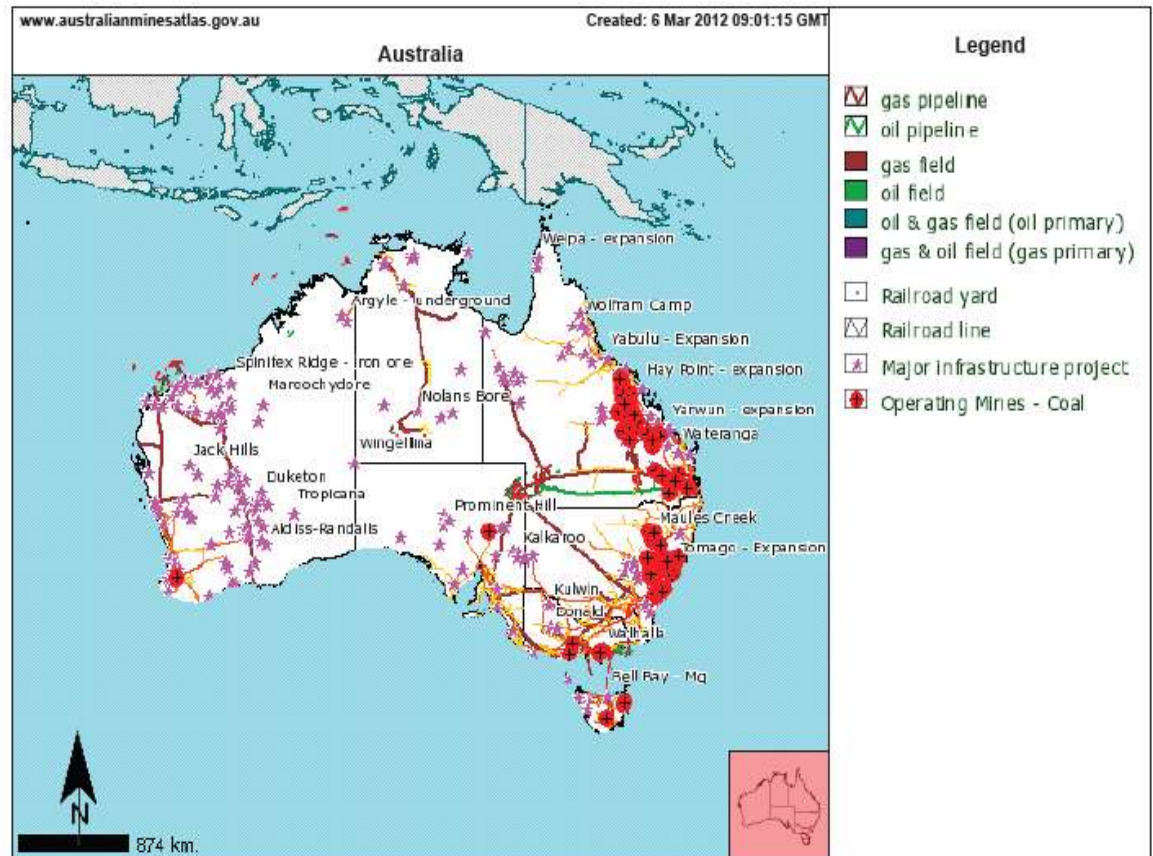 www.australianminesatlas.gov.au
Created: 6 Mar 2012 09:01:15 GMT
Australia
Legend
gas pipeline
oil pipeline
gas field
oil field
oil & gas field (oil primary)
gas & oil field (gas primary)
Railroad yard
Railroad line
Major infrastructure project
Operating Mines - Coal
Weipa - expansion
Argyle - underground
Wolfram Camp
Yabulu - Expansion
Spinifex Ridge - iron ore
Hay Point - expansion
Maroochydore
Nolans Bore
Yarwun - expansion
Wateranga
Wingellina
Jack Hills
Duketon
Tropicana
Prominent Hill
Maules Creek
Aldiss-Randalls
Kalkaroo
Tomago - Expansion
Kulwin
Donald
Walhalla
Bell Bay - Mg
N
874 km.